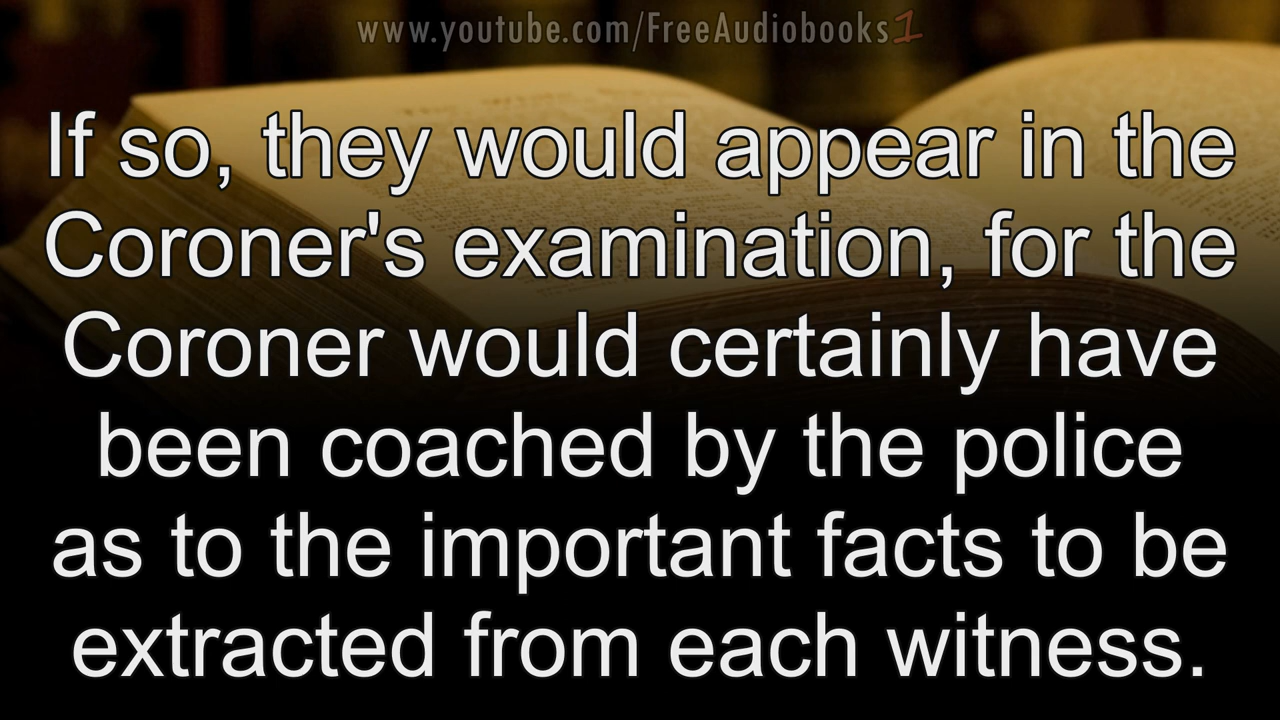 www.youtube.com/FreeAudiobooks1
If so, they would appear in the
Coroner's examination, for the
Coroner would certainly have
been coached by the police
as to the important facts to be
extracted from each witness.